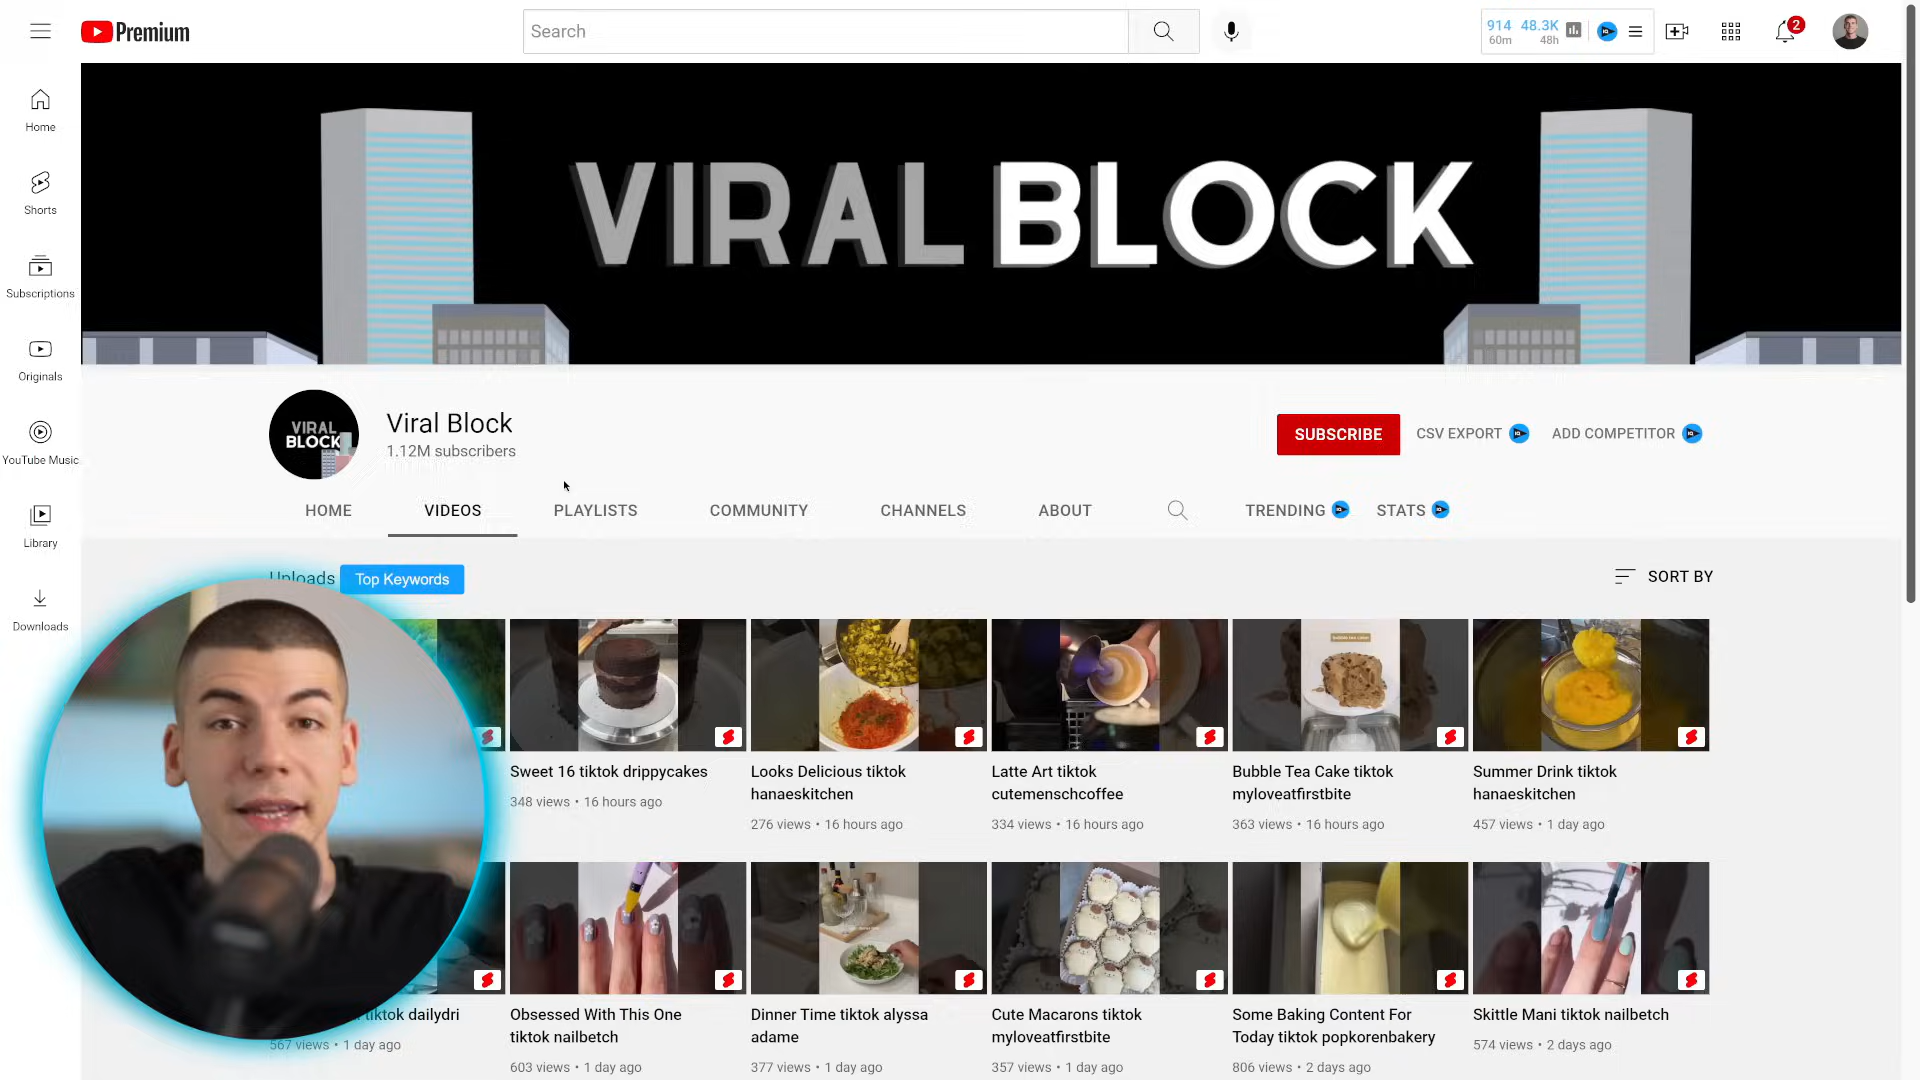 Premium
Search
914 48.3K
60m 48h
2
Home
Shorts
Subscriptions
Originals
YouTube Music
Library
Downloads
VIRAL BLOCK
VIRAL
BLOCK
Viral Block
1.12M subscribers
SUBSCRIBE
CSV EXPORT
ADD COMPETITOR
HOME
VIDEOS
PLAYLISTS
COMMUNITY
CHANNELS
ABOUT
TRENDING
STATS
Uploads
Top Keywords
SORT BY
Sweet 16 tiktok drippycakes
348 views • 16 hours ago
Looks Delicious tiktok
hanaeskitchen
276 views • 16 hours ago
Latte Art tiktok
cutemenschcoffee
334 views • 16 hours ago
bubble tea cake
Bubble Tea Cake tiktok
myloveatfirstbite
363 views • 16 hours ago
Summer Drink tiktok
hanaeskitchen
457 views • 1 day ago
tiktok dailydri
567 views • 1 day ago
Obsessed With This One
tiktok nailbetch
603 views • 1 day ago
Dinner Time tiktok alyssa
adame
377 views • 1 day ago
Cute Macarons tiktok
myloveatfirstbite
357 views • 1 day ago
Some Baking Content For
Today tiktok popkorenbakery
806 views • 2 days ago
Skittle Mani tiktok nailbetch
574 views • 2 days ago